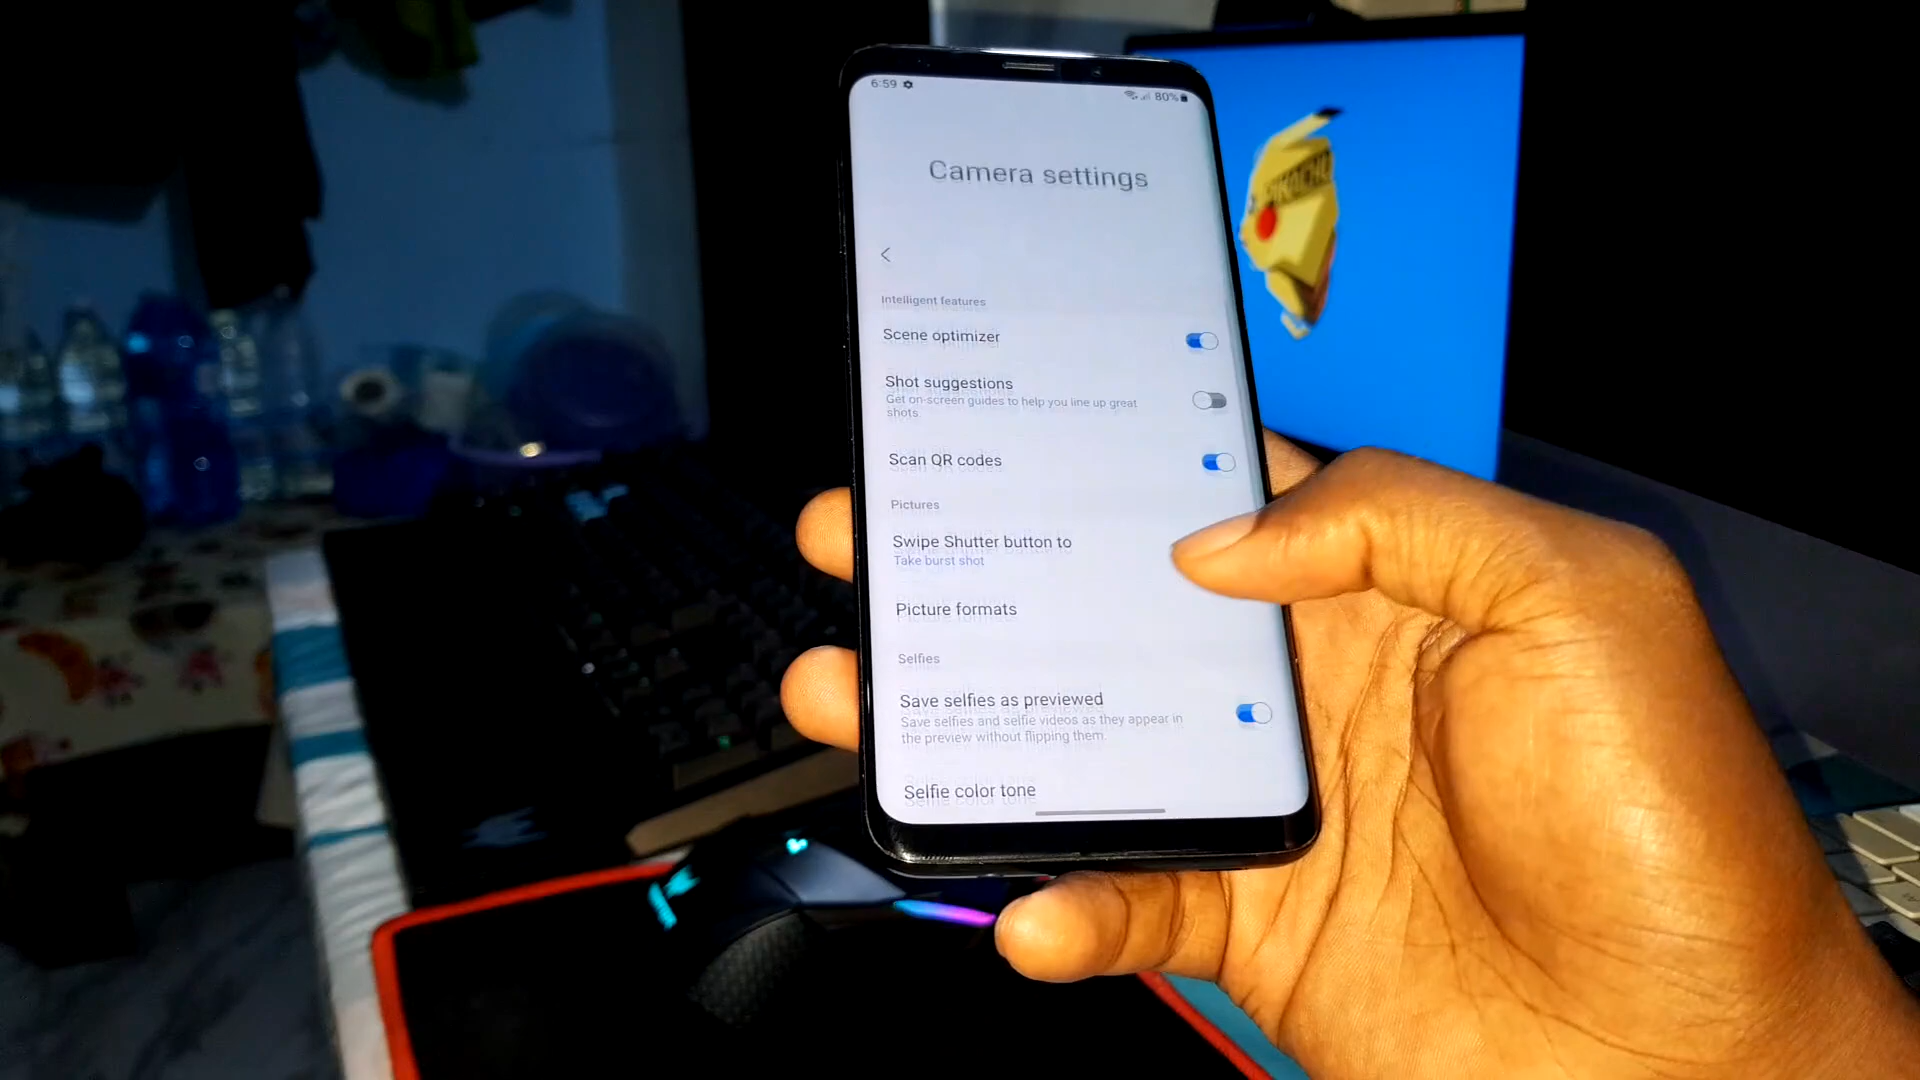 6:59
80%
Camera settings
Intelligent features
Scene optimizer
Shot suggestions
Get on-screen guides to help you line up great
shots.
Scan QR codes
Pictures
Swipe Shutter button to
Take burst shot
Picture formats
Selfies
Save selfies as previewed
Save selfies and selfie videos as they appear in
the preview without flipping them.
Selfie color tone
PIKACHU